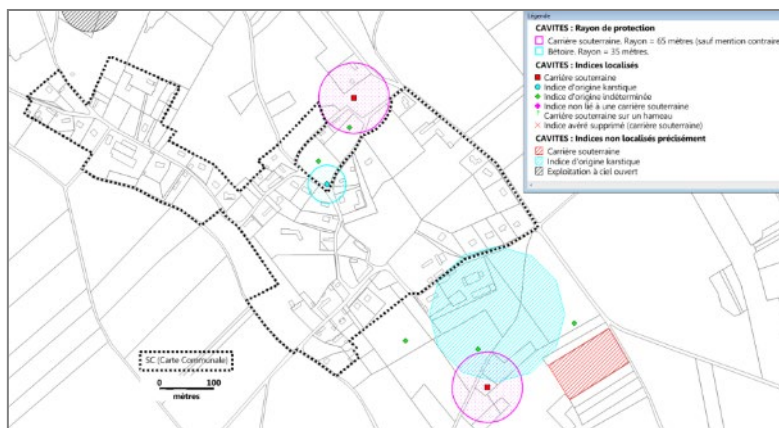 Légende
CAVITES : Rayon de protection
Carrière souterraine. Rayon = 65 mètres (sauf mention contraire
Bétoire. Rayon = 35 mètres.
CAVITES : Indices localisés
Carrière souterraine
Indice d'origine karstique
Indice d'origine indéterminée
Indice non lié à une carrière souterraine
Carrière souterraine sur un hameau
Indice avéré supprimé (carrière souterraine)
CAVITES : Indices non localisés précisément
Carrière souterraine
Indice d'origine karstique
Exploitation à ciel ouvert
SC (Carte Communale)
0 100
mètres